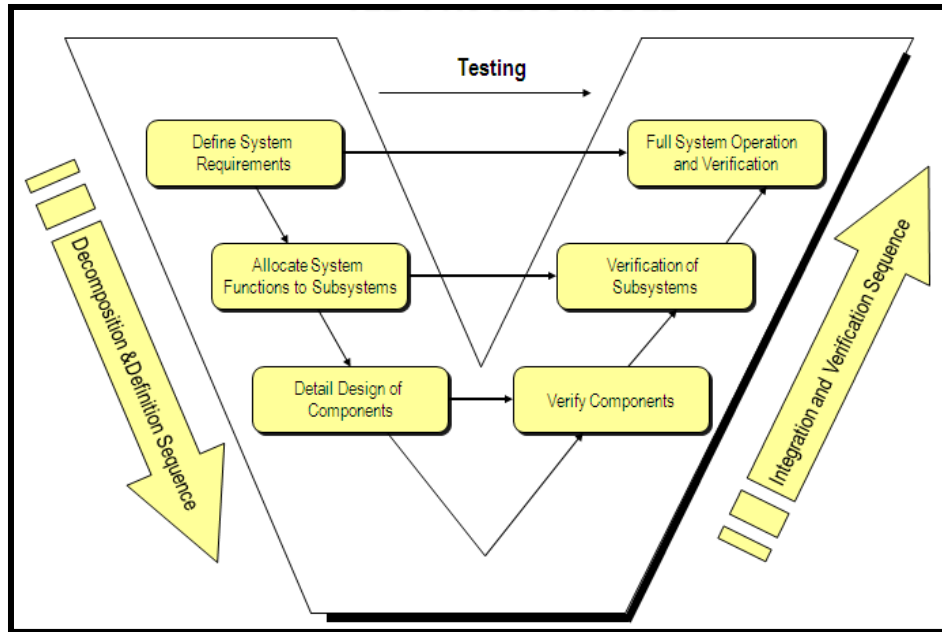 Testing
Define System
Requirements
Full System Operation
and Verification
Allocate System
Functions to Subsystems
Verification of
Subsystems
Detail Design of
Components
Verify Components
Decomposition &Definition Sequence
Integration and Verification Sequence